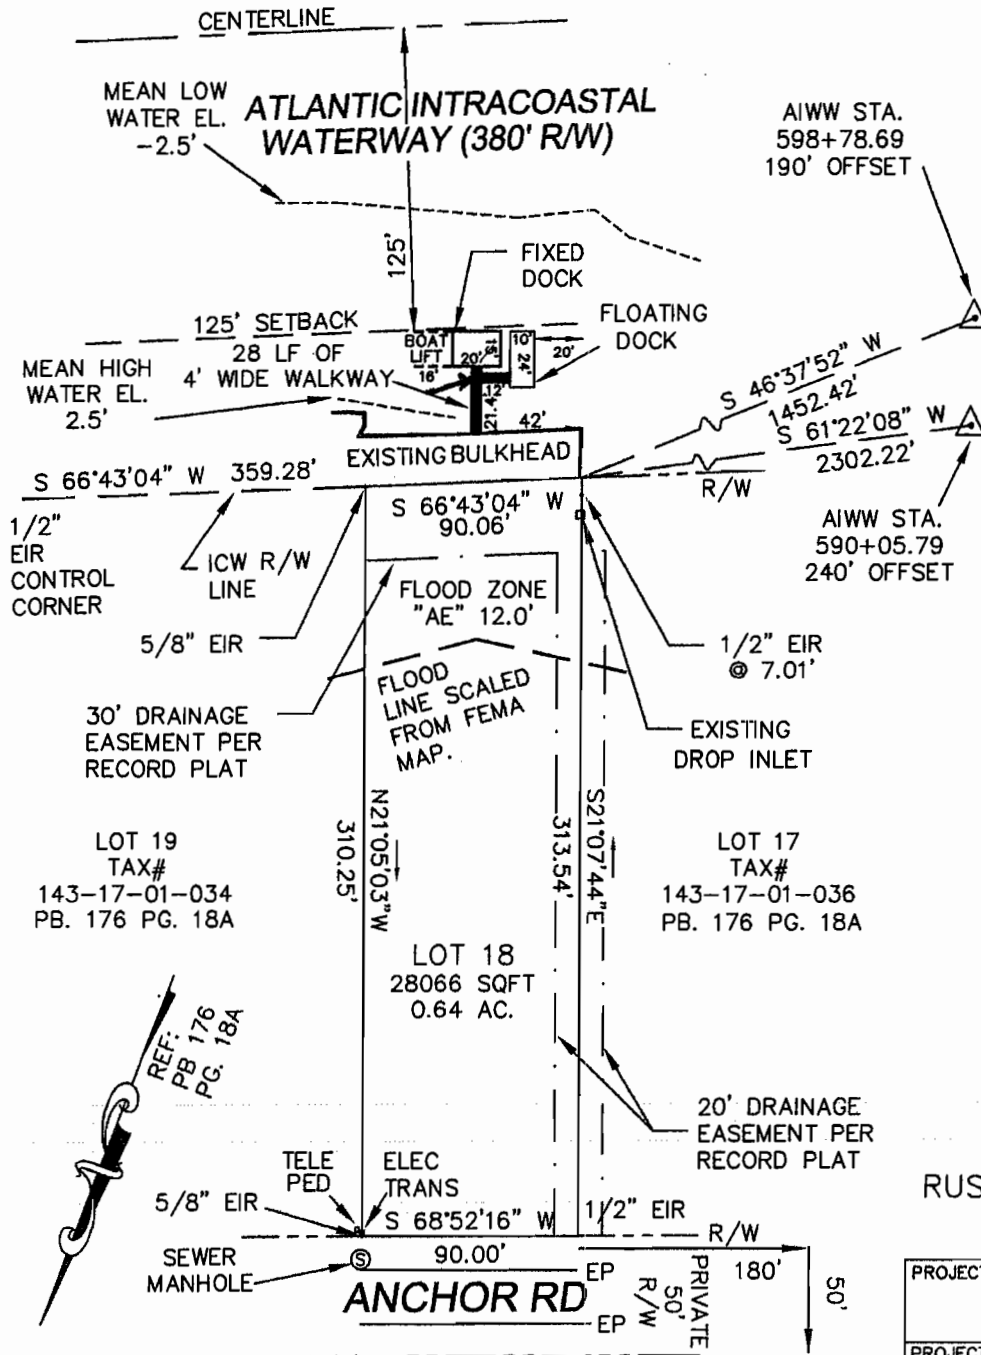 CENTERLINE
MEAN LOW
WATER EL.
-2.5'
ATLANTIC INTRACOASTAL
WATERWAY (380' R/W)
AIWW STA.
598+78.69
190' OFFSET
125'
FIXED
DOCK
FLOATING
DOCK
125' SETBACK
28 LF OF
4' WIDE WALKWAY
BOAT
LIFT
16'
20'
15'
10'
24'
20'
12'
21.4'
42'
MEAN HIGH
WATER EL.
2.5'
S 46°37'52" W
1452.42'
S 61°22'08" W
2302.22'
R/W
EXISTING BULKHEAD
S 66°43'04" W 359.28'
S 66°43'04" W
90.06'
1/2"
EIR
CONTROL
CORNER
ICW R/W
LINE
AIWW STA.
590+05.79
240' OFFSET
FLOOD ZONE
"AE" 12.0'
5/8" EIR
1/2" EIR
@ 7.01'
FLOOD
LINE SCALED
FROM FEMA
MAP.
30' DRAINAGE
EASEMENT PER
RECORD PLAT
EXISTING
DROP INLET
N21°05'03"W
310.25'
313.54'
S21°07'44"E
LOT 19
TAX#
143-17-01-034
PB. 176 PG. 18A
LOT 17
TAX#
143-17-01-036
PB. 176 PG. 18A
LOT 18
28066 SQFT
0.64 AC.
REF:
PB 176
PG. 18A
20' DRAINAGE
EASEMENT PER
RECORD PLAT
TELE
PED
ELEC
TRANS
5/8" EIR
S 68°52'16" W
1/2" EIR
R/W
RUS
SEWER
MANHOLE
S
90.00'
EP
180'
50'
ANCHOR RD
EP
PRIVATE
50'
R/W
PROJECT
PROJECT